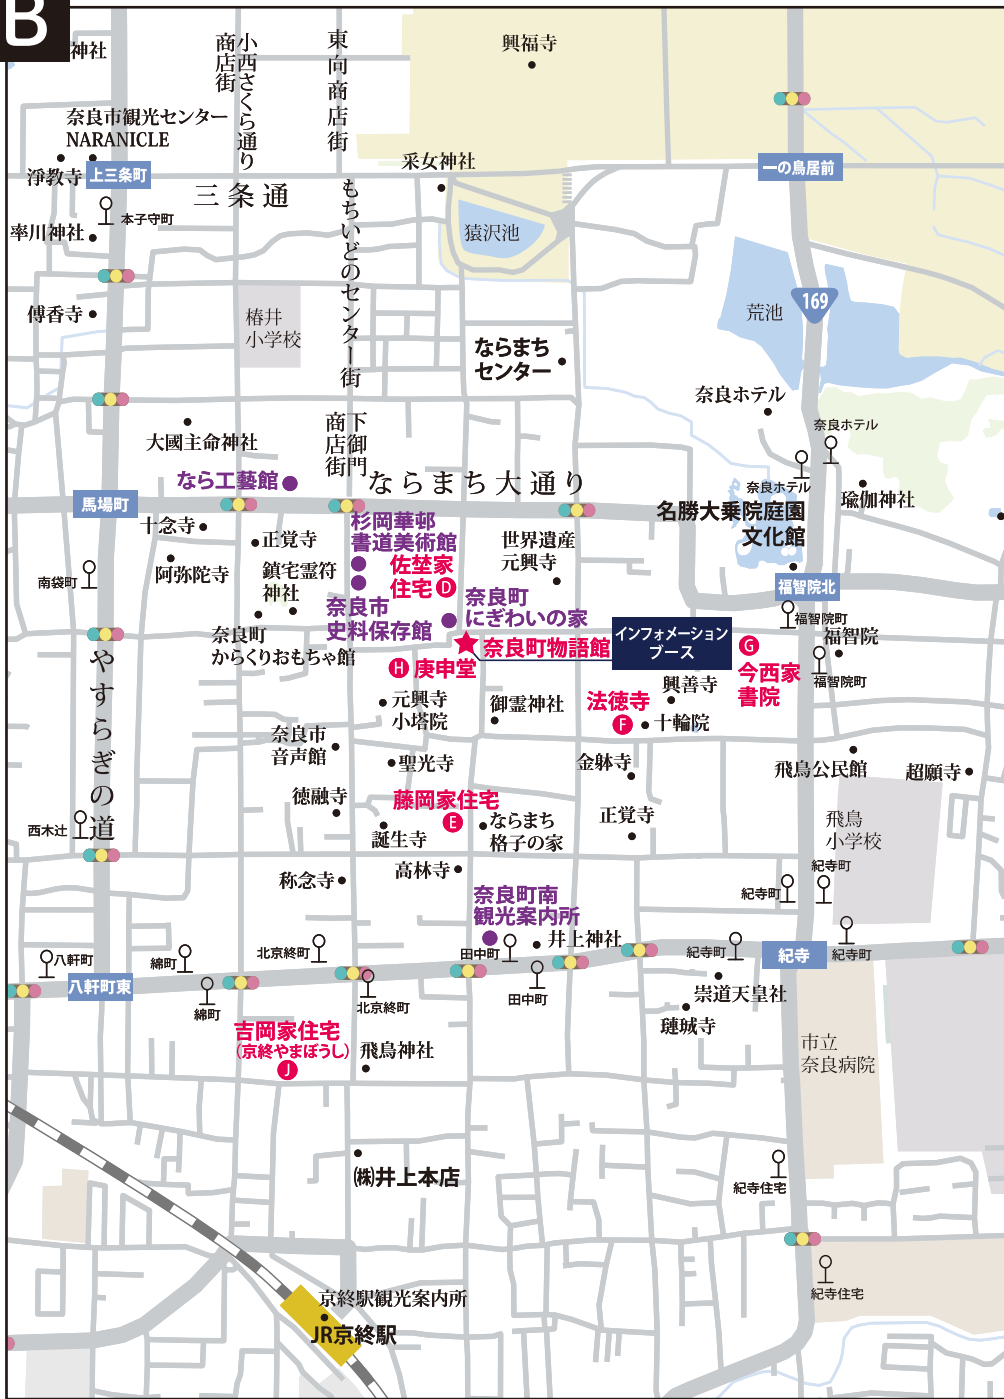 B
神社
小西さくら通り
商店街
東向商店街
興福寺
奈良市観光センター
NARANICLE
浄教寺
上三条町
采女神社
一の鳥居前
三条通
本子守町
率川神社
もちいどのセンター街
猿沢池
傳香寺
椿井
小学校
荒池
169
ならまち
センター
奈良ホテル
奈良ホテル
下御門
商店街
大國主命神社
なら工藝館
ならまち大通り
奈良ホテル
瑜伽神社
馬場町
名勝大乗院庭園
文化館
十念寺
正覚寺
杉岡華邨
書道美術館
世界遺産
元興寺
阿弥陀寺
鎮宅霊符
神社
佐埜家
住宅
D
南袋町
福智院北
奈良市
史料保存館
奈良町
にぎわいの家
福智院町
奈良町
からくりおもちゃ館
奈良町物語館
インフォメーション
ブース
福智院
G
今西家
書院
福智院町
H 庚申堂
やすらぎの道
元興寺
小塔院
御霊神社
法徳寺
F
興善寺
十輪院
奈良市
音声館
聖光寺
金躰寺
飛鳥公民館
超願寺
徳融寺
藤岡家住宅
E
西木辻
誕生寺
ならまち
格子の家
正覚寺
飛鳥
小学校
称念寺
高林寺
紀寺町
紀寺町
奈良町南
観光案内所
八軒町
綿町
北京終町
田中町
井上神社
紀寺町
紀寺
紀寺町
八軒町東
綿町
北京終町
田中町
崇道天皇社
璉城寺
吉岡家住宅
(京終やまぼうし)
J
飛鳥神社
市立
奈良病院
㈱井上本店
紀寺住宅
紀寺住宅
京終駅観光案内所
JR京終駅